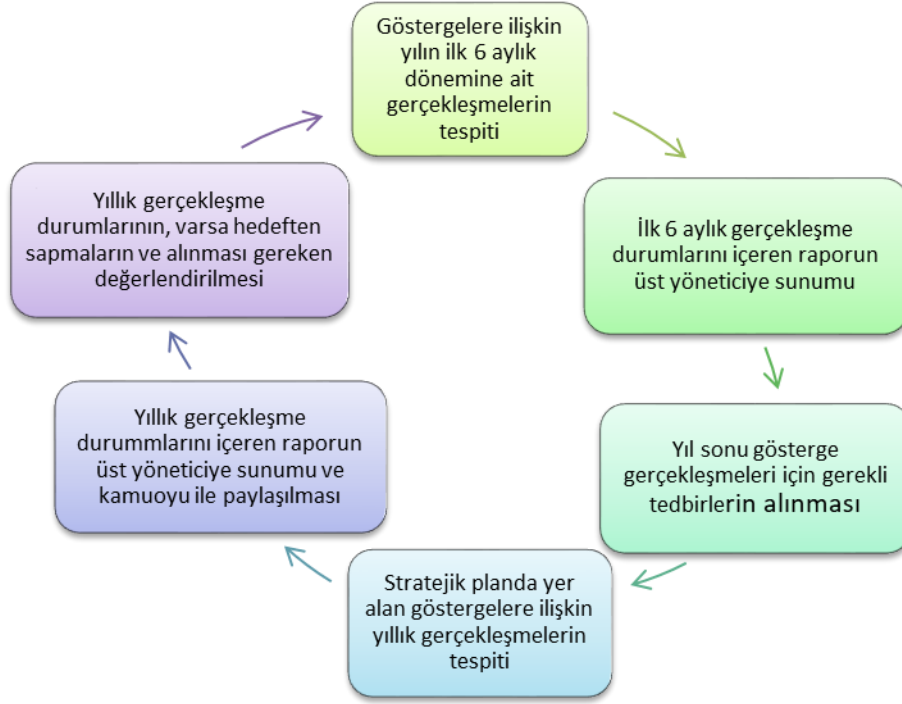 Göstergelere ilişkin
yılın ilk 6 aylık
dönemine ait
gerçekleşmelerin
tespiti
İlk 6 aylık gerçekleşme
durumlarını içeren raporun
üst yöneticiye sunumu
Yıl sonu gösterge
gerçekleşmeleri için gerekli
tedbirlerin alınması
Stratejik planda yer
alan göstergelere ilişkin
yıllık gerçekleşmelerin
tespiti
Yıllık gerçekleşme
durummlarını içeren raporun
üst yöneticiye sunumu ve
kamuoyu ile paylaşılması
Yıllık gerçekleşme
durumlarının, varsa hedeften
sapmaların ve alınması gereken
değerlendirilmesi